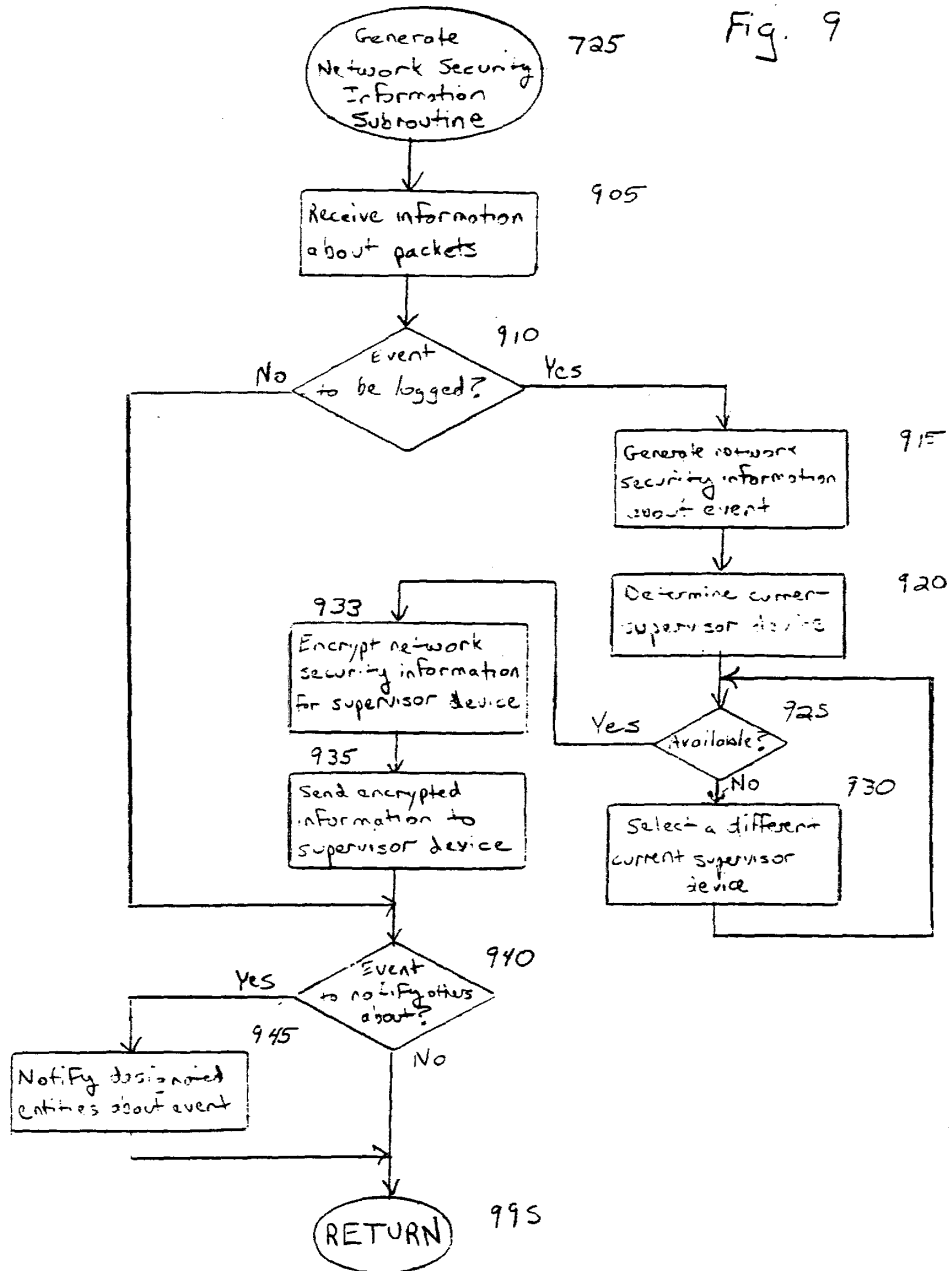 Fig. 9
Generate
Network Security
Information
Subroutine
725
Receive information
about packets
905
Event
to be logged?
910
No
Yes
Generate network
security information
about event
915
Determine current
supervisor device
920
Available?
925
Yes
No
Select a different
current supervisor
device
930
933
Encrypt network
security information
for supervisor device
935
Send encrypted
information to
supervisor device
Event
to notify others
about?
940
Yes
No
945
Notify designated
entities about event
RETURN
995